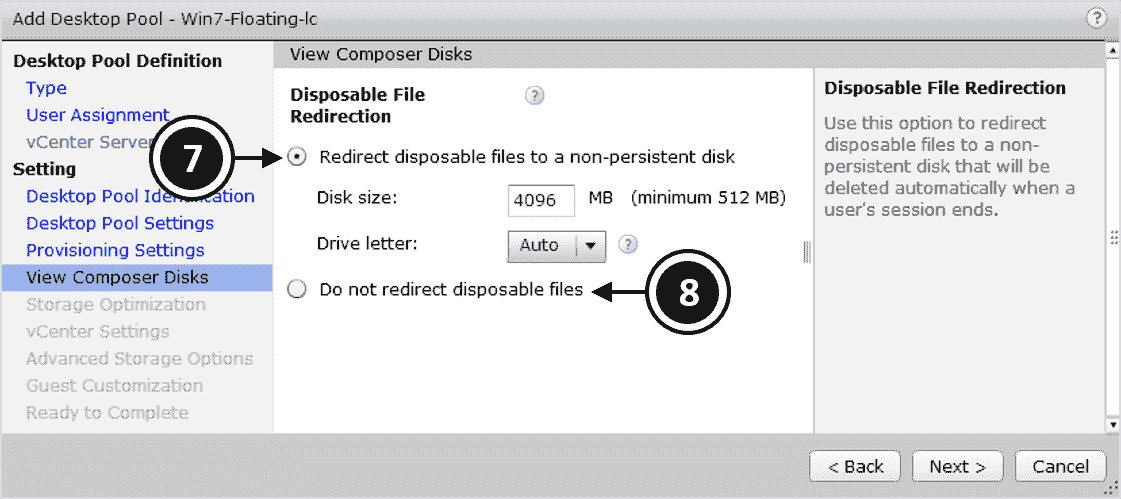 Add Desktop Pool - Win7-Floating-lc
?
Desktop Pool Definition
Type
User Assignment
vCenter Server
Setting
Desktop Pool Identification
Desktop Pool Settings
Provisioning Settings
View Composer Disks
Storage Optimization
vCenter Settings
Advanced Storage Options
Guest Customization
Ready to Complete
View Composer Disks
Disposable File
Redirection
?
7
Redirect disposable files to a non-persistent disk
Disk size: 4096 MB (minimum 512 MB)
Drive letter: Auto ?
Do not redirect disposable files
8
Disposable File Redirection
Use this option to redirect
disposable files to a non-
persistent disk that will be
deleted automatically when a
user's session ends.
< Back Next > Cancel